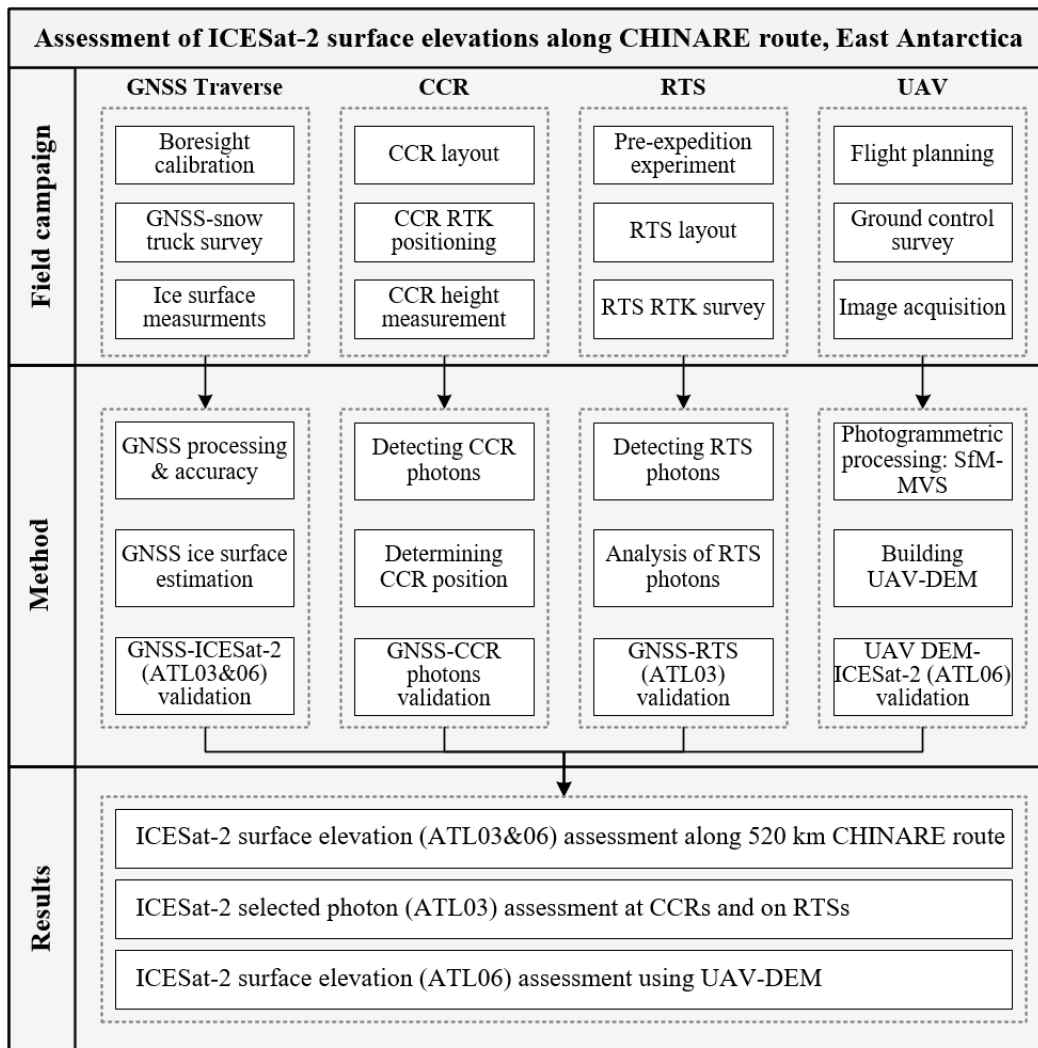 Assessment of ICESat-2 surface elevations along CHINARE route, East Antarctica
Field campaign
GNSS Traverse
Boresight
calibration
GNSS-snow
truck survey
Ice surface
measurments
CCR
CCR layout
CCR RTK
positioning
CCR height
measurement
RTS
Pre-expedition
experiment
RTS layout
RTS RTK survey
UAV
Flight planning
Ground control
survey
Image acquisition
Method
GNSS processing
& accuracy
GNSS ice surface
estimation
GNSS-ICESat-2
(ATL03&06)
validation
Detecting CCR
photons
Determining
CCR position
GNSS-CCR
photons
validation
Detecting RTS
photons
Analysis of RTS
photons
GNSS-RTS
(ATL03)
validation
Photogrammetric
processing: SfM-
MVS
Building
UAV-DEM
UAV DEM-
ICESat-2 (ATL06)
validation
Results
ICESat-2 surface elevation (ATL03&06) assessment along 520 km CHINARE route
ICESat-2 selected photon (ATL03) assessment at CCRs and on RTSs
ICESat-2 surface elevation (ATL06) assessment using UAV-DEM